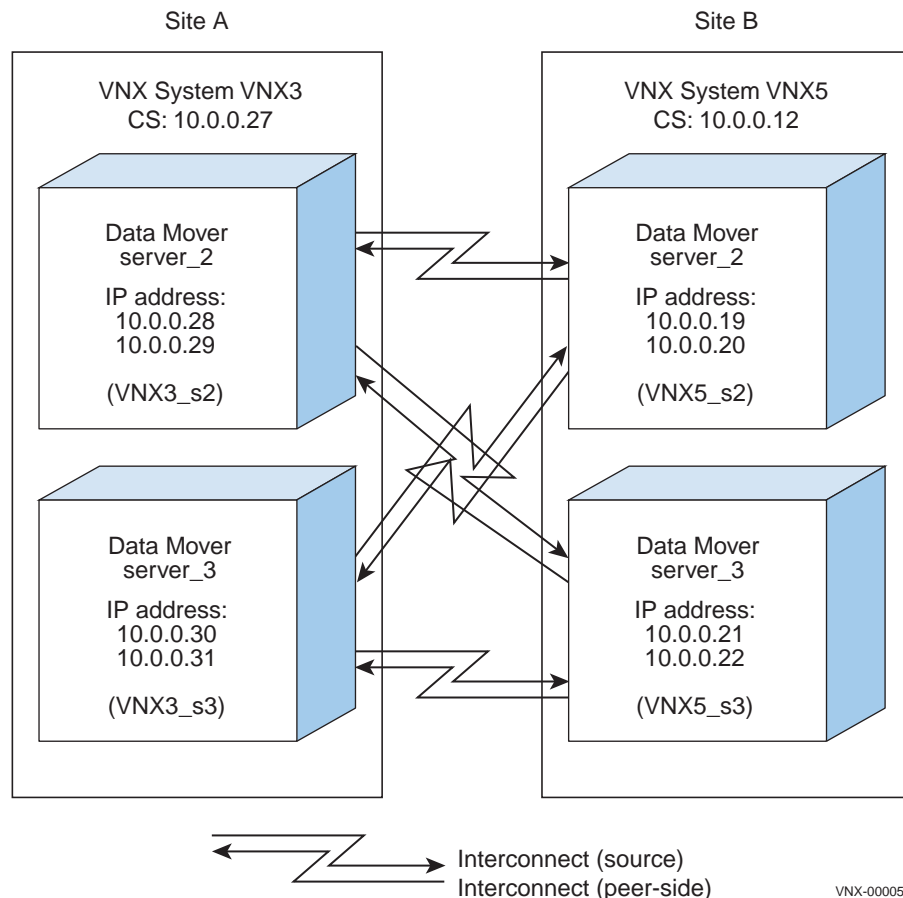 Site A
Site B
VNX System VNX3
CS: 10.0.0.27
VNX System VNX5
CS: 10.0.0.12
Data Mover
server_2
IP address:
10.0.0.28
10.0.0.29
(VNX3_s2)
Data Mover
server_2
IP address:
10.0.0.19
10.0.0.20
(VNX5_s2)
Data Mover
server_3
IP address:
10.0.0.30
10.0.0.31
(VNX3_s3)
Data Mover
server_3
IP address:
10.0.0.21
10.0.0.22
(VNX5_s3)
Interconnect (source)
Interconnect (peer-side)
VNX-00005